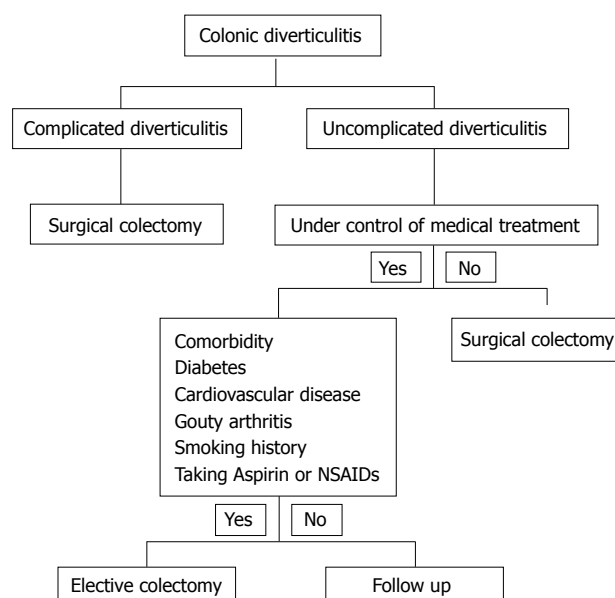 Colonic diverticulitis
Complicated diverticulitis
Uncomplicated diverticulitis
Surgical colectomy
Under control of medical treatment
Yes
No
Comorbidity
Diabetes
Cardiovascular disease
Gouty arthritis
Smoking history
Taking Aspirin or NSAIDs
Surgical colectomy
Yes
No
Elective colectomy
Follow up